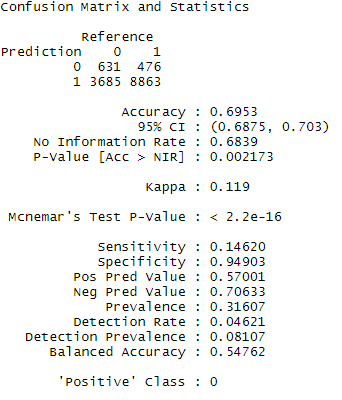 Confusion Matrix and Statistics
Reference
Prediction 0 1
0 631 476
1 3685 8863
Accuracy : 0.6953
95% CI : (0.6875, 0.703)
No Information Rate : 0.6839
P-Value [Acc > NIR] : 0.002173
Kappa : 0.119
Mcnemar's Test P-Value : < 2.2e-16
Sensitivity : 0.14620
Specificity : 0.94903
Pos Pred Value : 0.57001
Neg Pred Value : 0.70633
Prevalence : 0.31607
Detection Rate : 0.04621
Detection Prevalence : 0.08107
Balanced Accuracy : 0.54762
'Positive' Class : 0